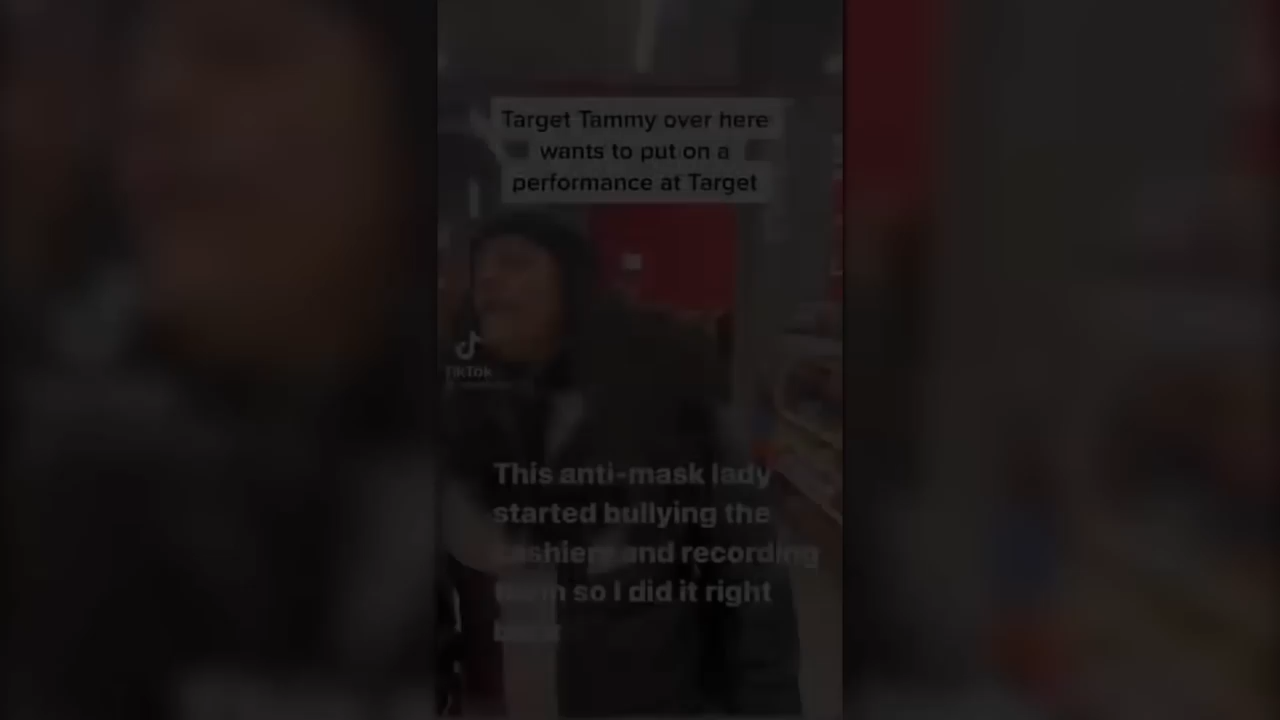 Target Tammy over here
wants to put on a
performance at Target
TikTok
This anti-mask lady
started bullying the
and recording
so I did it right